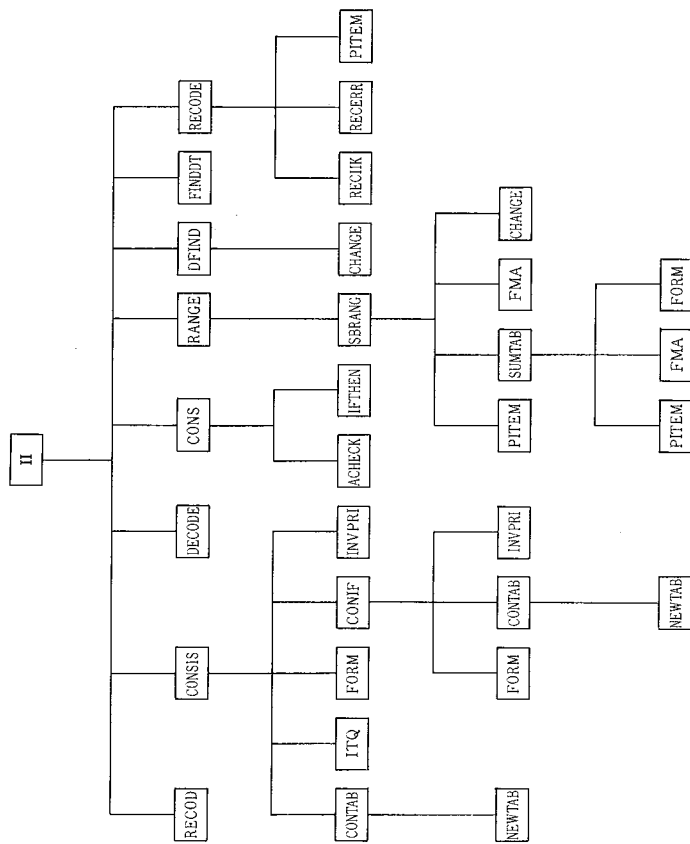 II
RECOD
CONSIS
DECODE
CONS
RANGE
DFIND
FINDDT
RECODE
CONTAB
ITQ
FORM
CONIF
INVPRI
ACHECK
IFTHEN
SBRANG
CHANGE
RECIIK
RECERR
PITEM
NEWTAB
FORM
CONTAB
INVPRI
PITEM
SUMTAB
FMA
CHANGE
NEWTAB
PITEM
FMA
FORM